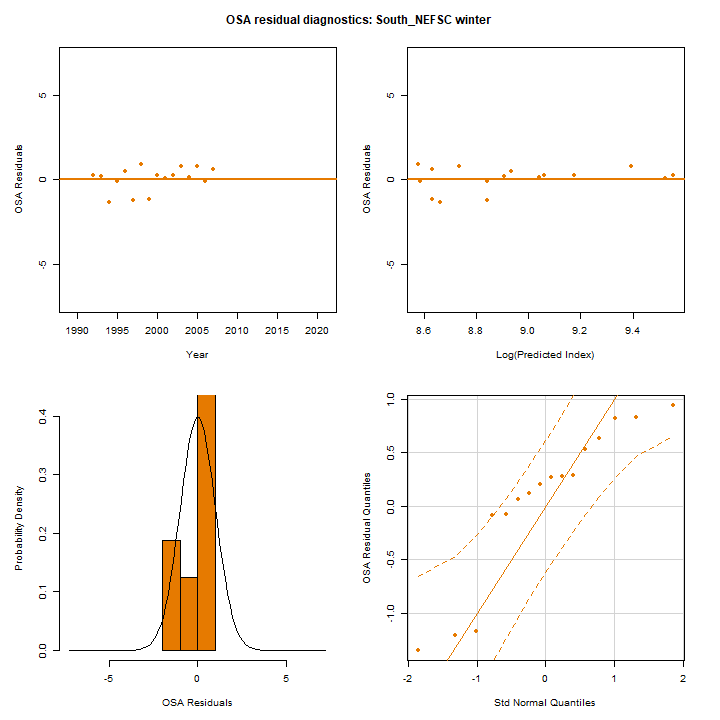 OSA residual diagnostics: South_NEFSC winter
OSA Residuals
5
0
-5
1990 1995 2000 2005 2010 2015 2020
Year
OSA Residuals
5
0
-5
8.6 8.8 9.0 9.2 9.4
Log(Predicted Index)
Probability Density
0.4
0.3
0.2
0.1
0.0
-5 0 5
OSA Residuals
OSA Residual Quantiles
1.0
0.5
0.0
-0.5
-1.0
-2 -1 0 1 2
Std Normal Quantiles